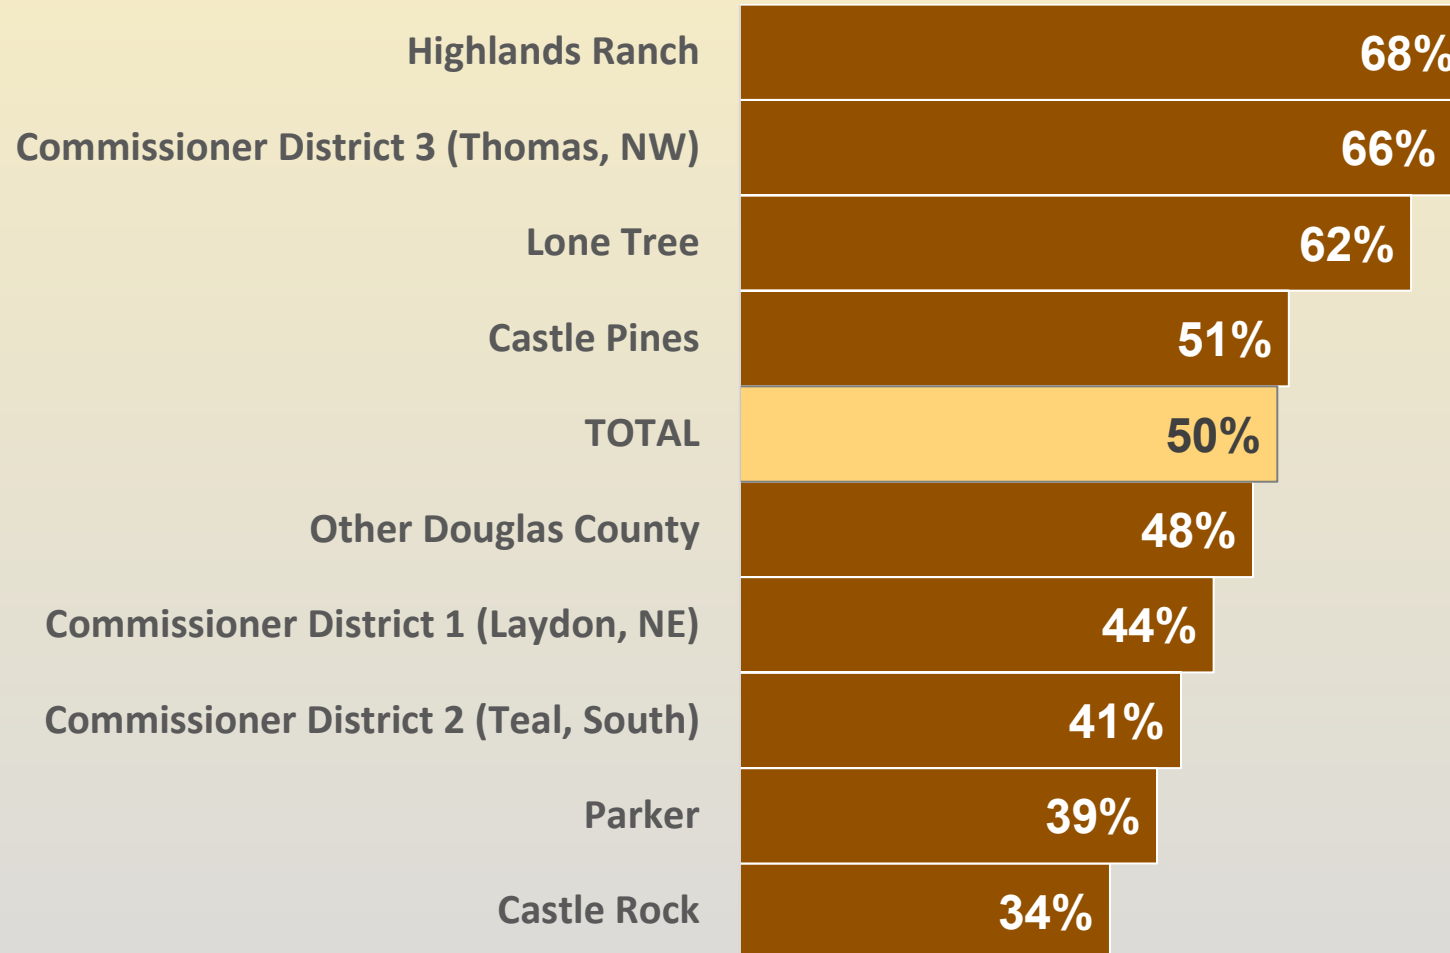 Highlands Ranch 68%
Commissioner District 3 (Thomas, NW) 66%
Lone Tree 62%
Castle Pines 51%
TOTAL 50%
Other Douglas County 48%
Commissioner District 1 (Laydon, NE) 44%
Commissioner District 2 (Teal, South) 41%
Parker 39%
Castle Rock 34%